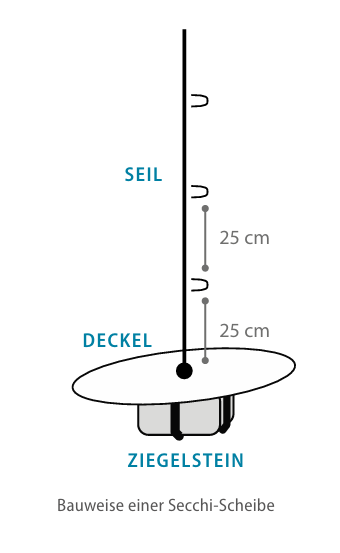 SEIL
25 cm
25 cm
DECKEL
ZIEGELSTEIN
Bauweise einer Secchi-Scheibe